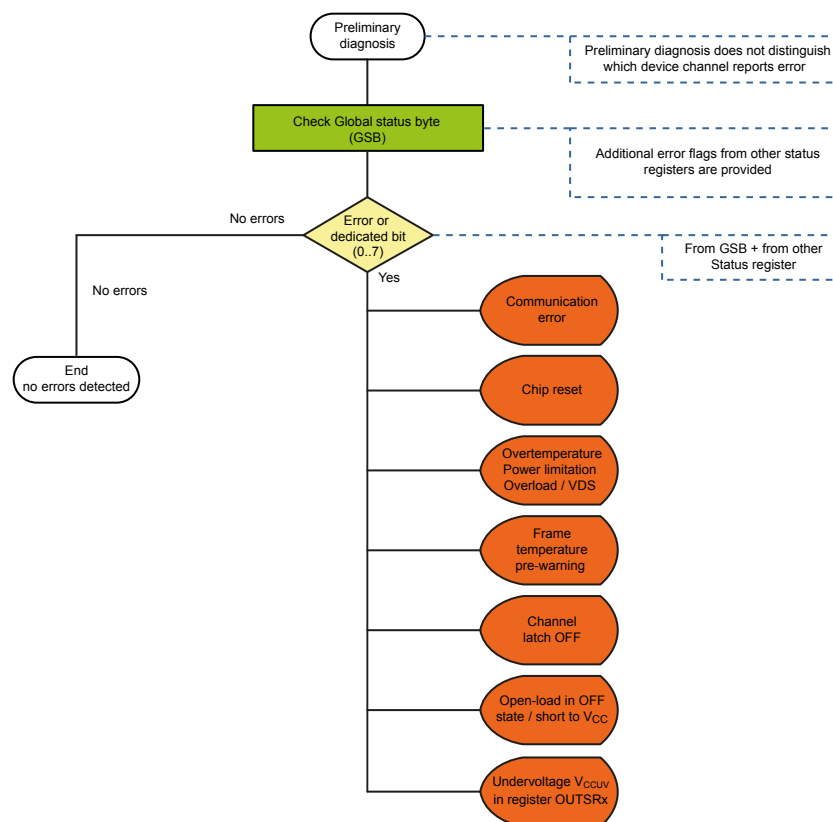 Preliminary
diagnosis
Preliminary diagnosis does not distinguish
which device channel reports error
Check Global status byte
(GSB)
Additional error flags from other status
registers are provided
No errors
Error or
dedicated bit
(0..7)
From GSB + from other
Status register
Yes
No errors
Communication
error
End
no errors detected
Chip reset
Overtemperature
Power limitation
Overload / VDS
Frame
temperature
pre-warning
Channel
latch OFF
Open-load in OFF
state / short to VCC
Undervoltage VCCUV
in register OUTSRx